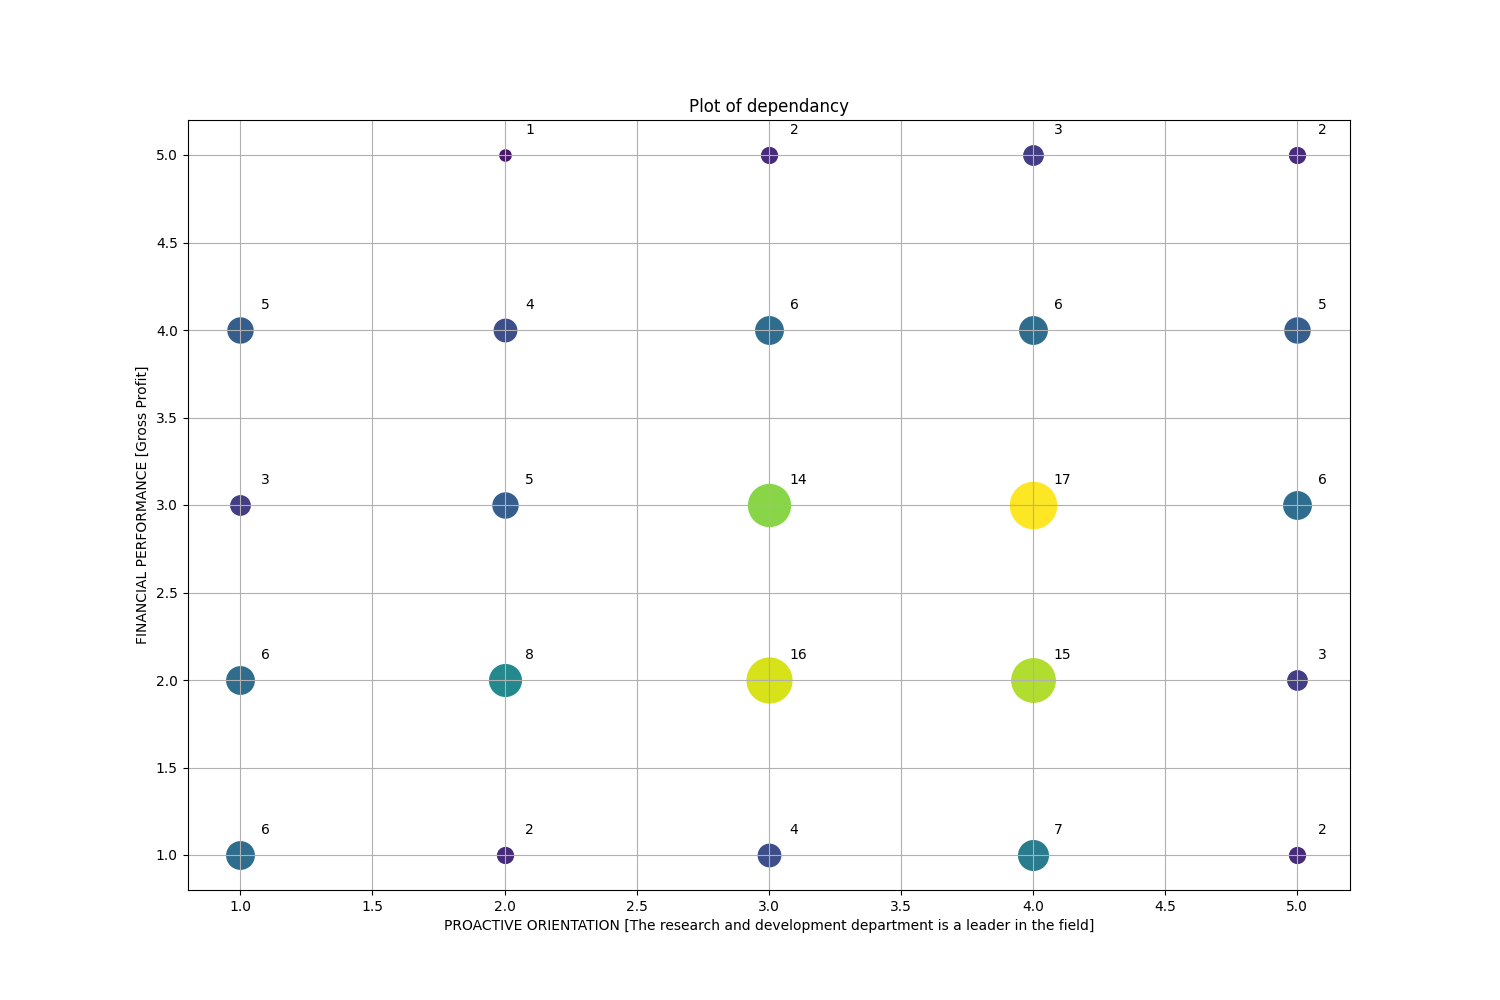 Plot of dependancy
1 2 3 2
5.0
4.5
5 4 6 6 5
4.0
3.5
3 5 14 17 6
3.0
2.5
6 8 16 15 3
2.0
1.5
6 2 4 7 2
1.0
FINANCIAL PERFORMANCE [Gross Profit]
1.0 1.5 2.0 2.5 3.0 3.5 4.0 4.5 5.0
PROACTIVE ORIENTATION [The research and development department is a leader in the field]